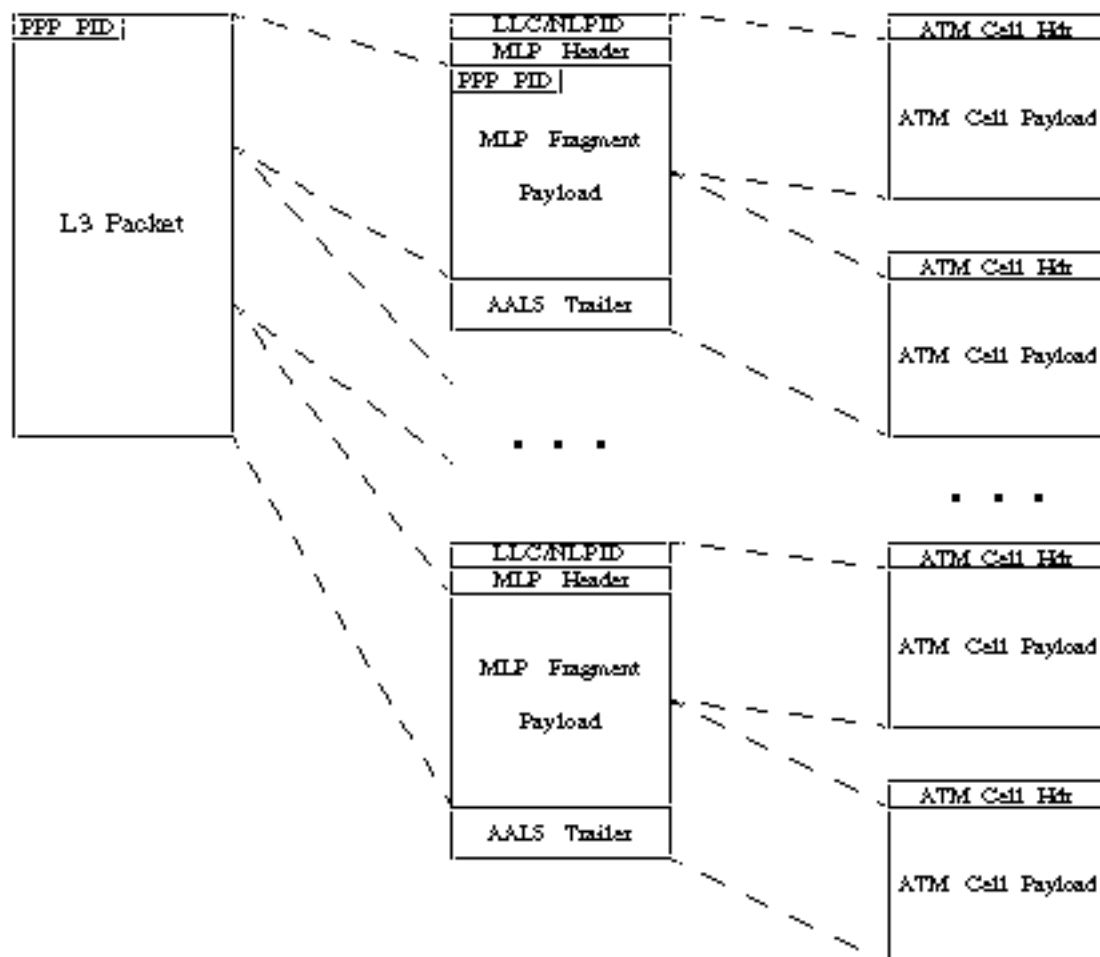 PPP PID
L3 Packet
LLC/NLPID
MLP Header
PPP PID
MLP Fragment
Payload
AAL5 Trailer
. . .
LLC/NLPID
MLP Header
MLP Fragment
Payload
AAL5 Trailer
ATM Cell Hdr
ATM Cell Payload
ATM Cell Hdr
ATM Cell Payload
. . .
ATM Cell Hdr
ATM Cell Payload
ATM Cell Hdr
ATM Cell Payload